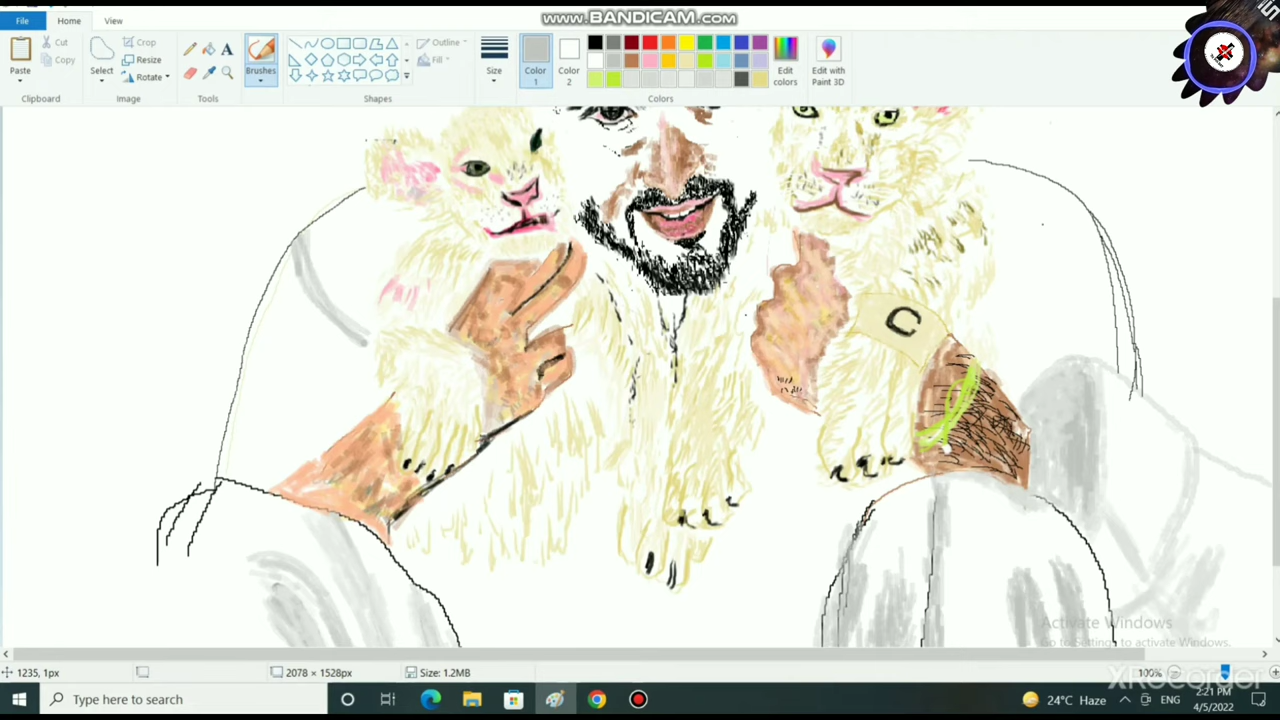 www.BANDICAM.com
File Home View
Paste
Cut
Copy
Clipboard
Select
Crop
Resize
Rotate
Image
Tools
Brushes
Shapes
Outline
Fill
Size
Color 1
Color 2
Colors
Edit colors
Edit with Paint 3D
C
Activate Windows
Go to Settings to activate Windows.
1235, 1px
2078 × 1528px
Size: 1.2MB
100%
XRecorder
Type here to search
24°C Haze
ENG
2:21 PM
4/5/2022